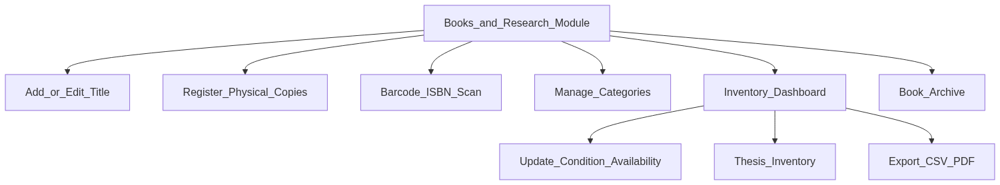 Books_and_Research_Module
Add_or_Edit_Title
Register_Physical_Copies
Barcode_ISBN_Scan
Manage_Categories
Inventory_Dashboard
Book_Archive
Update_Condition_Availability
Thesis_Inventory
Export_CSV_PDF